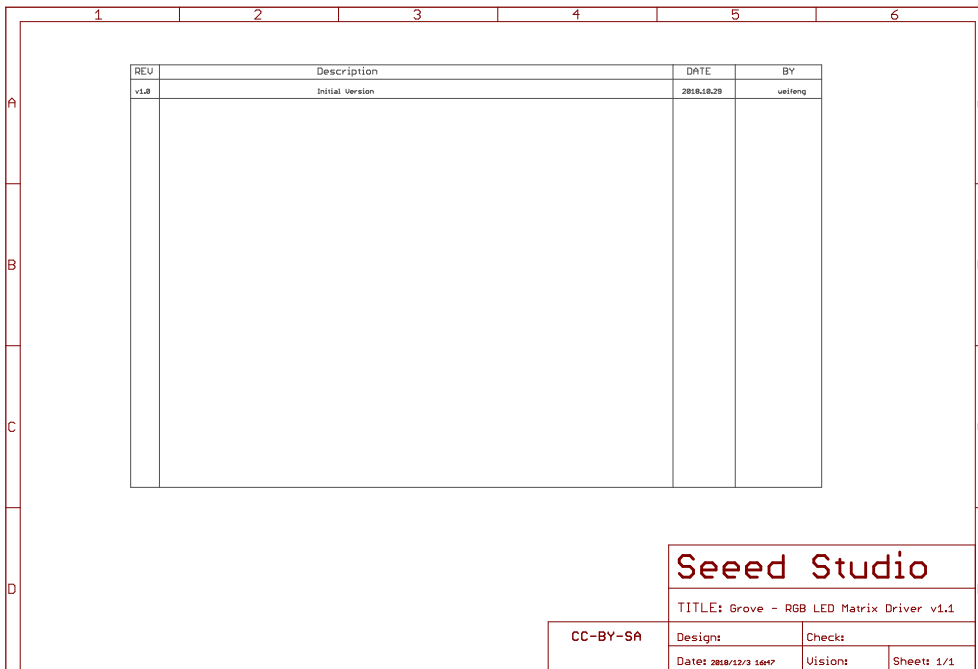 1 2 3 4 5 6
REV Description DATE BY
A
v1.0 Initial Version 2018.10.29 weifeng
B
C
D
Seeed Studio
TITLE: Grove - RGB LED Matrix Driver v1.1
CC-BY-SA Design: Check:
Date: 2018/12/3 16:47 Vision: Sheet: 1/1